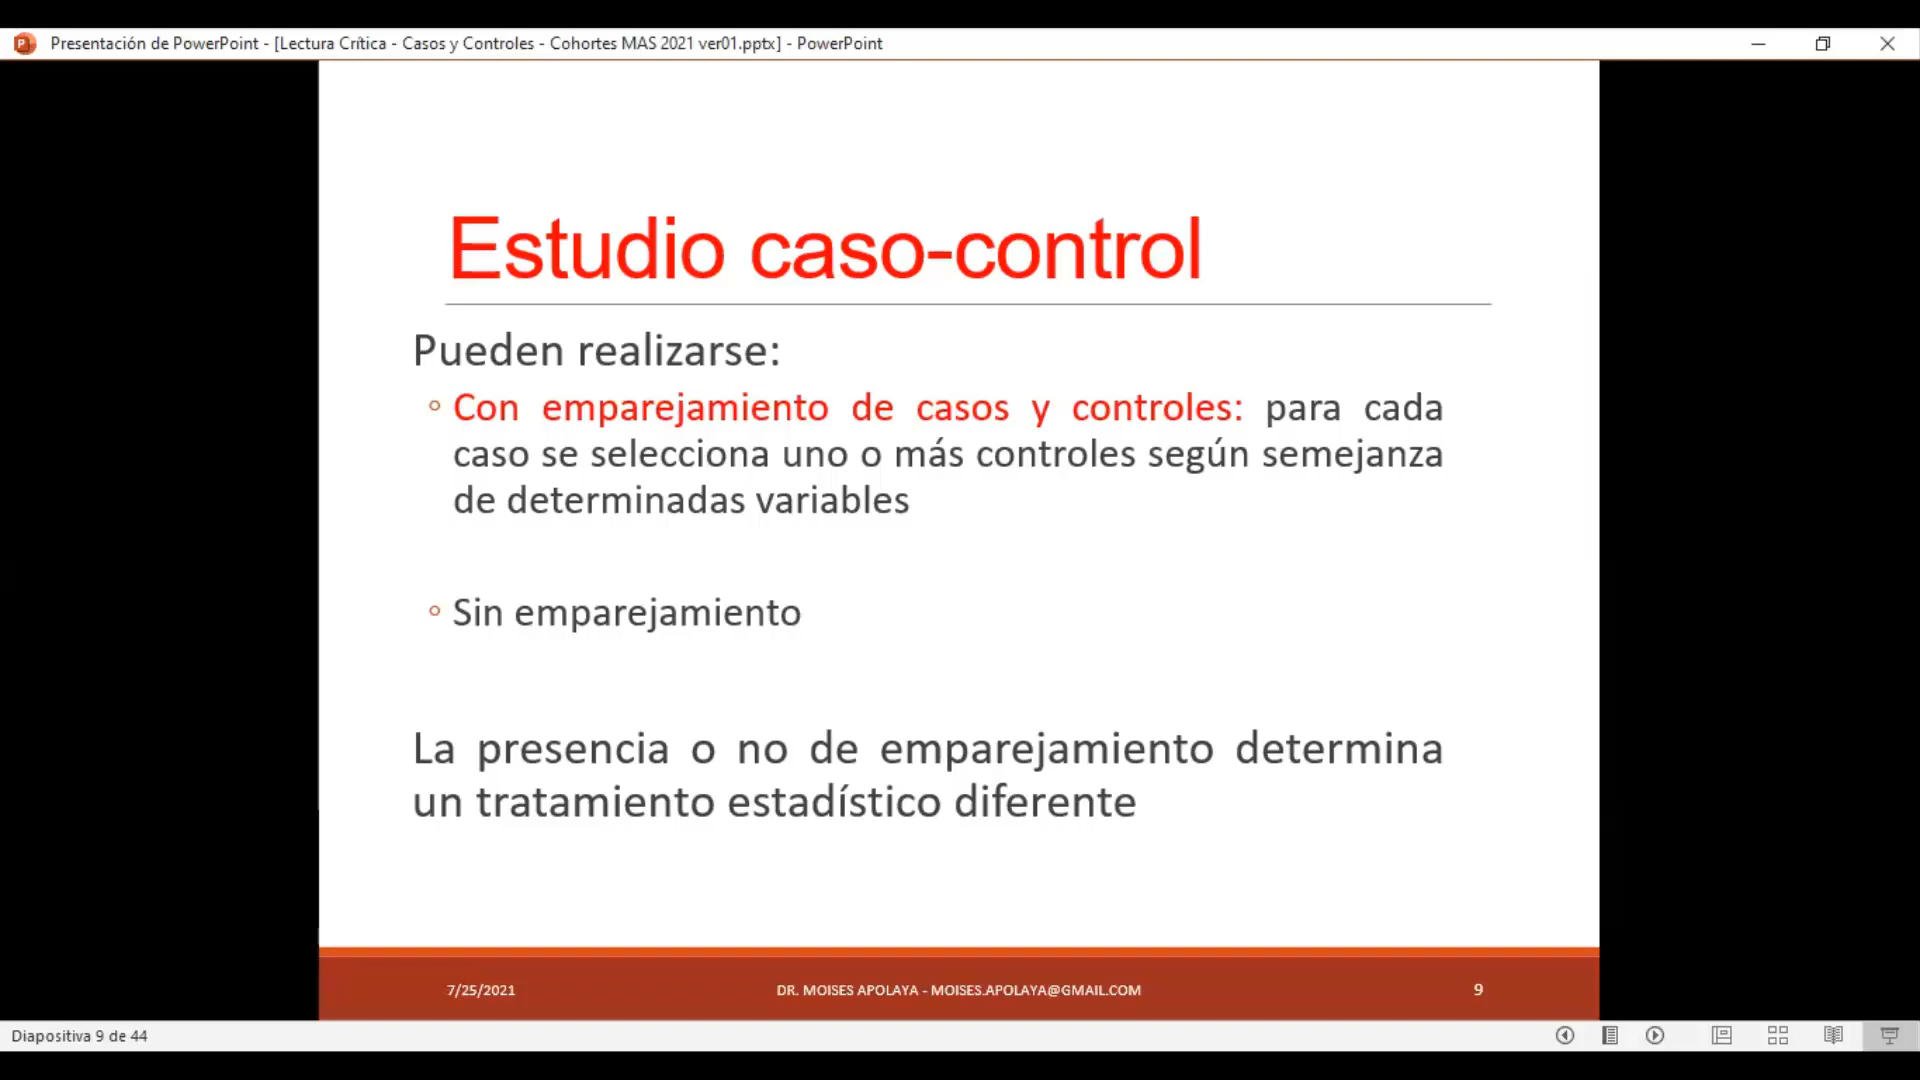 Presentación de PowerPoint - [Lectura Crítica - Casos y Controles - Cohortes MAS 2021 ver01.pptx] - PowerPoint
Estudio caso-control
Pueden realizarse:
◦ Con emparejamiento de casos y controles: para cada
caso se selecciona uno o más controles según semejanza
de determinadas variables
◦ Sin emparejamiento
La presencia o no de emparejamiento determina
un tratamiento estadístico diferente
7/25/2021 DR. MOISES APOLAYA - MOISES.APOLAYA@GMAIL.COM 9
Diapositiva 9 de 44